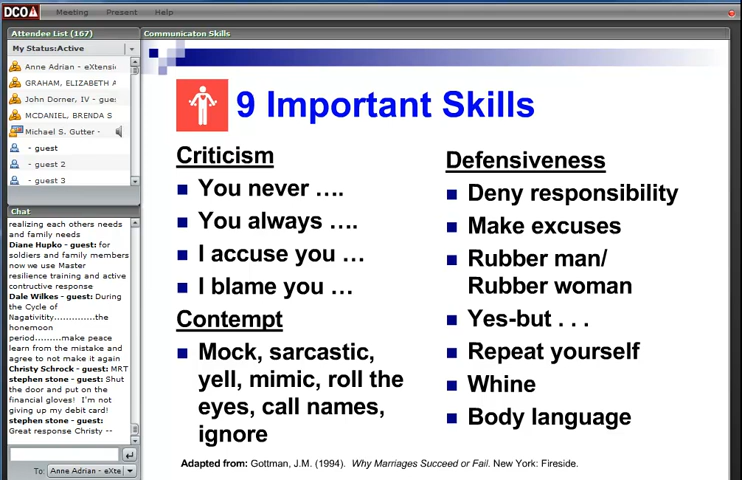 DCO
Meeting Present Help
Attendee List (167)
My Status:Active
Anne Adrian - eXtensi
GRAHAM, ELIZABETH A
John Dorner, IV - gue
MCDANIEL, BRENDA S
Michael S. Gutter -
- guest
- guest 2
- guest 3
Chat
realizing each others needs
and family needs
Diane Hupko - guest: for
soldiers and family members
now we use Master
resilience training and active
contructive response
Dale Wilkes - guest: During
the Cycle of
Nagativitity..............the
honemoon
period.........make peace
learn from the mistake and
agree to not make it again
Christy Schrock - guest: MRT
stephen stone - guest: Shut
the door and put on the
financial gloves! I'm not
giving up my debit card!
stephen stone - guest:
Great response Christy --
To: Anne Adrian - eXte
Communicaton Skills
9 Important Skills
Criticism
You never ....
You always ....
I accuse you ...
I blame you ...
Contempt
Mock, sarcastic,
yell, mimic, roll the
eyes, call names,
ignore
Defensiveness
Deny responsibility
Make excuses
Rubber man/
Rubber woman
Yes-but . . .
Repeat yourself
Whine
Body language
Adapted from: Gottman, J.M. (1994). Why Marriages Succeed or Fail. New York: Fireside.